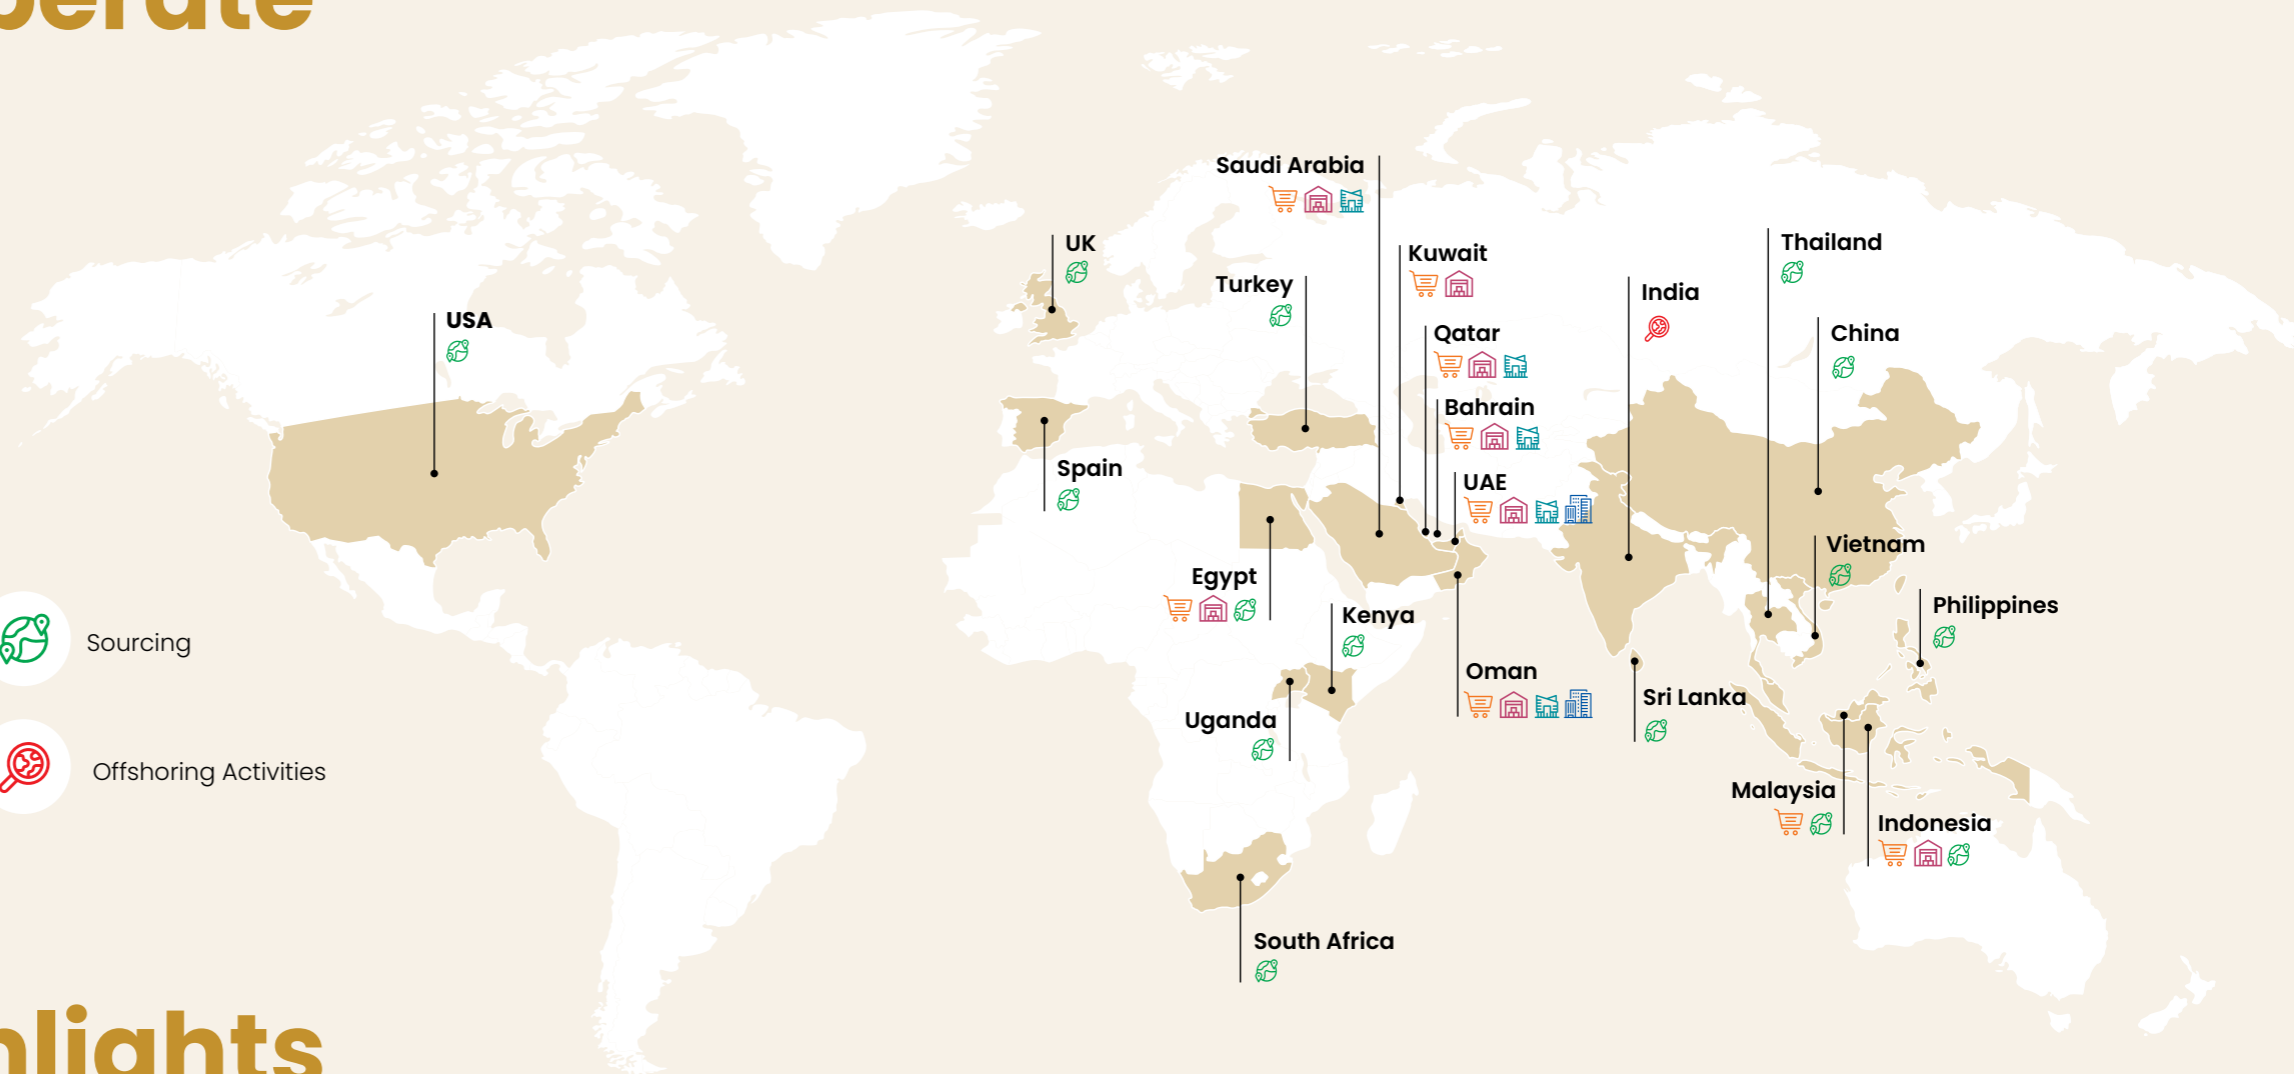 perate
Saudi Arabia
UK
Thailand
Kuwait
Turkey
India
USA
Qatar
China
Bahrain
Spain
UAE
Vietnam
Egypt
Philippines
Kenya
Sourcing
Oman
Sri Lanka
Uganda
Offshoring Activities
Malaysia
Indonesia
South Africa
hlights